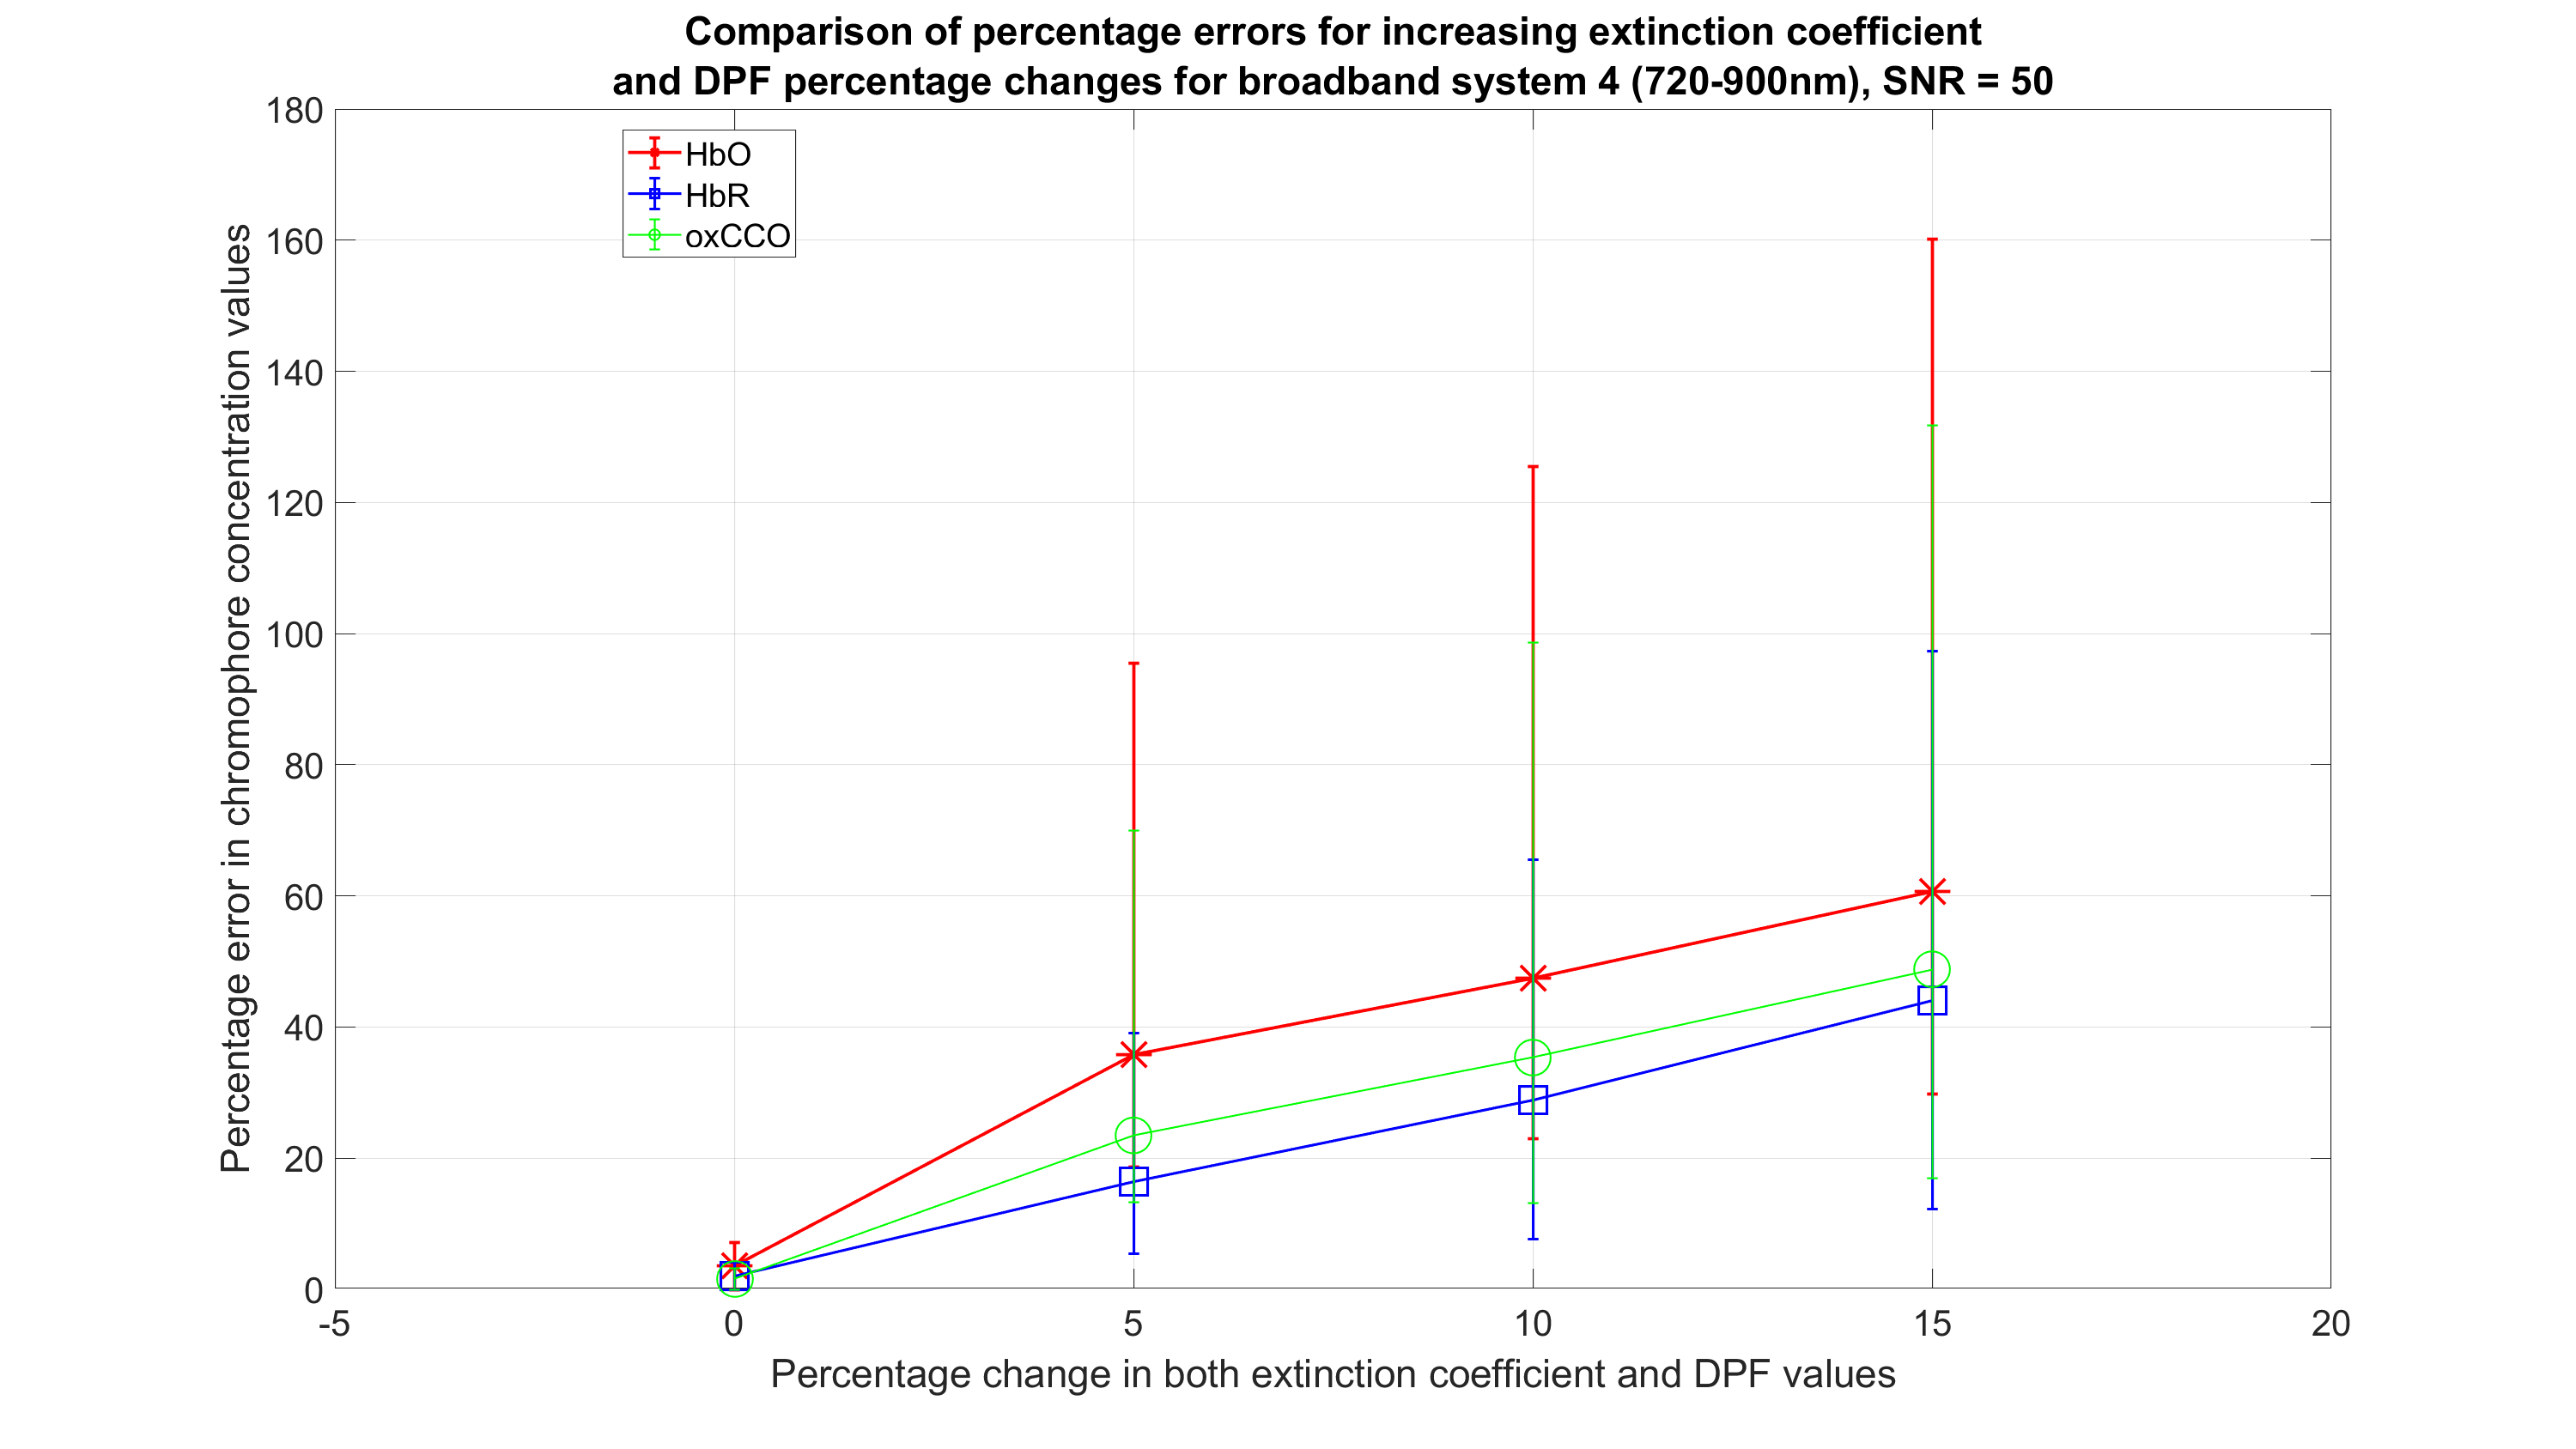 Comparison of percentage errors for increasing extinction coefficient
and DPF percentage changes for broadband system 4 (720-900nm), SNR = 50
HbO
HbR
oxCCO
Percentage error in chromophore concentration values
180
160
140
120
100
80
60
40
20
0
-5 0 5 10 15 20
Percentage change in both extinction coefficient and DPF values